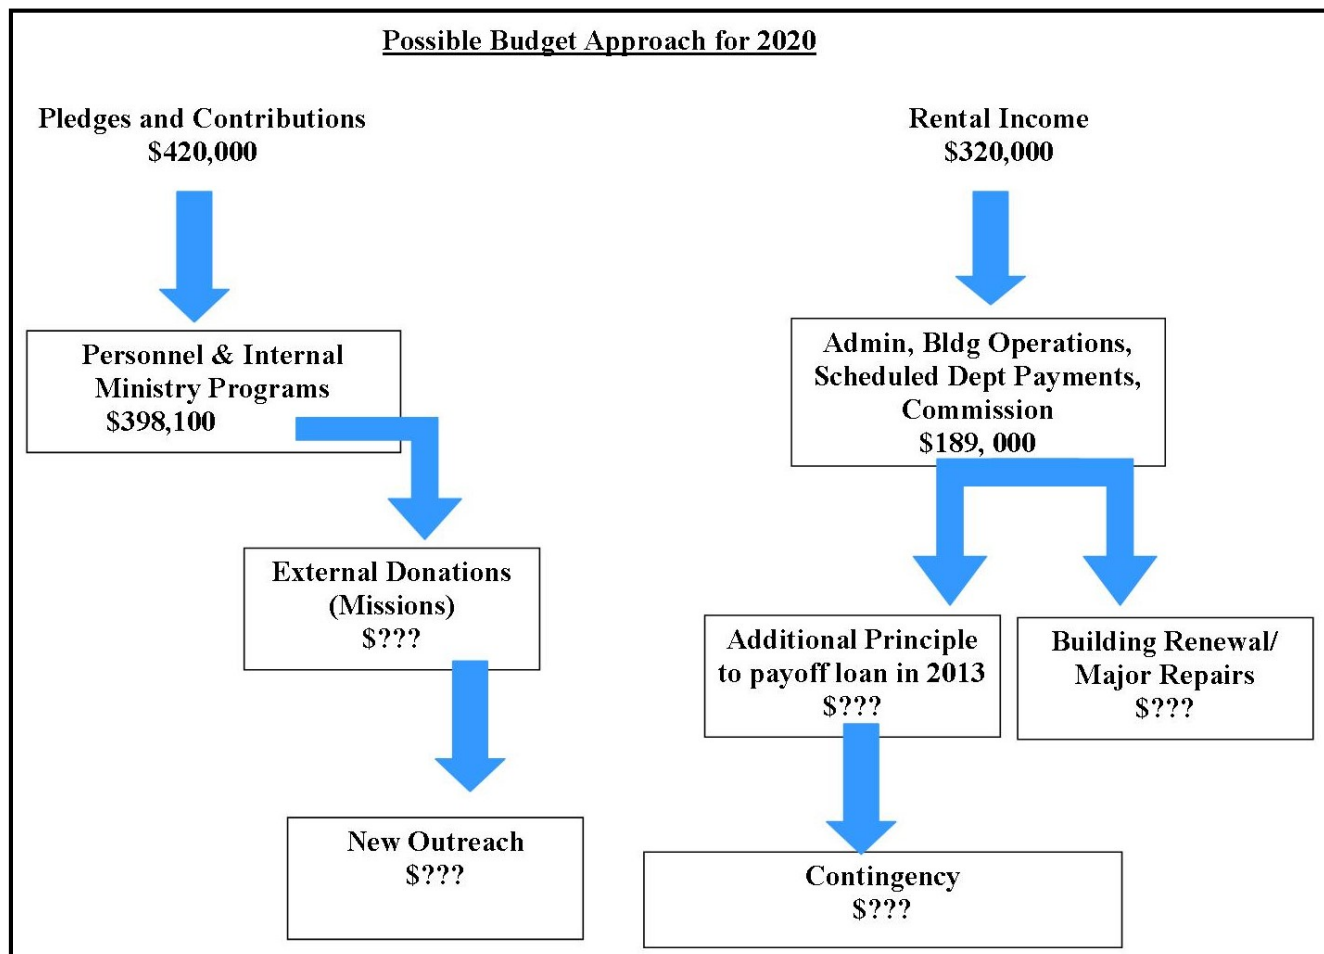 Possible Budget Approach for 2020
Pledges and Contributions
$420,000
Rental Income
$320,000
Personnel & Internal
Ministry Programs
$398,100
Admin, Bldg Operations,
Scheduled Dept Payments,
Commission
$189, 000
External Donations
(Missions)
$???
Additional Principle
to payoff loan in 2013
$???
Building Renewal/
Major Repairs
$???
New Outreach
$???
Contingency
$???